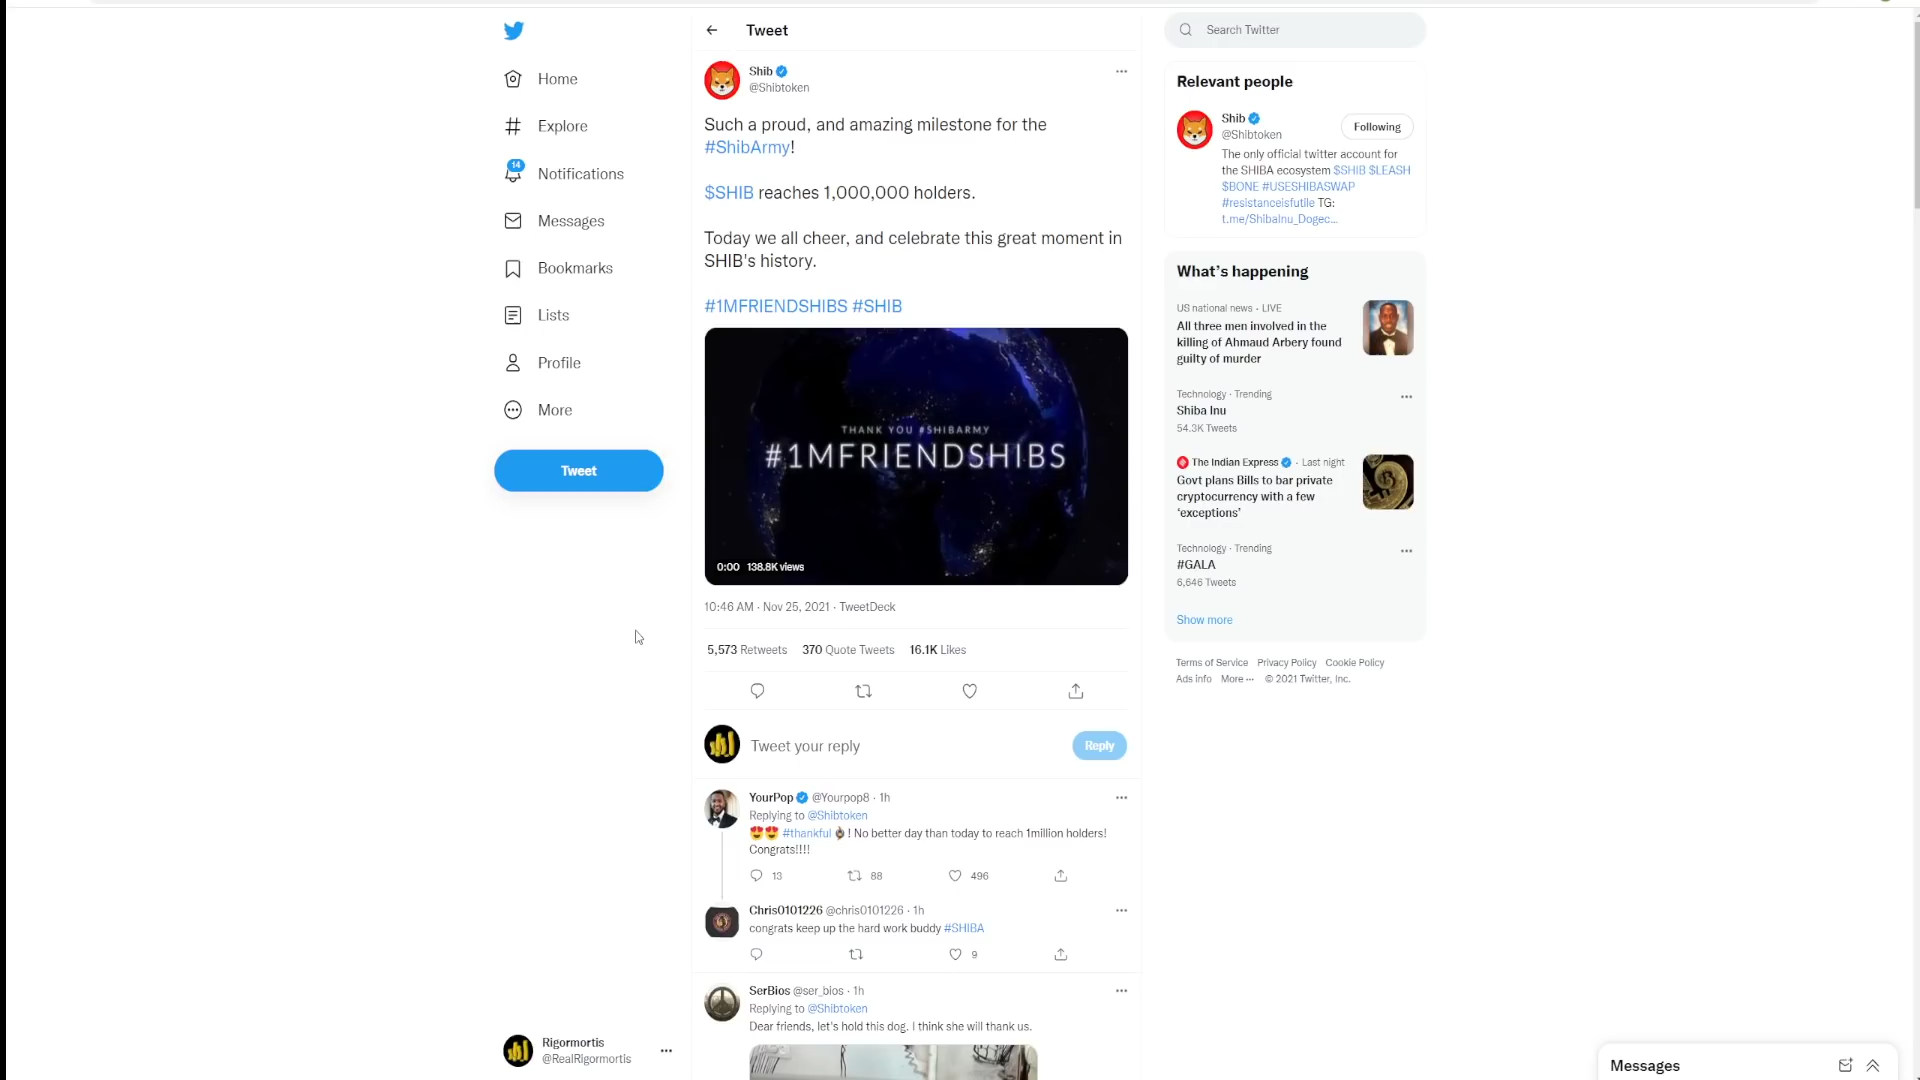 Home
Explore
14
Notifications
Messages
Bookmarks
Lists
Profile
More
Tweet
Rigormortis
@RealRigormortis
Tweet
Shib
@Shibtoken
Such a proud, and amazing milestone for the
#ShibArmy!
$SHIB reaches 1,000,000 holders.
Today we all cheer, and celebrate this great moment in
SHIB's history.
#1MFRIENDSHIBS #SHIB
THANK YOU #SHIBARMY
#1MFRIENDSHIBS
0:00 138.8K views
10:46 AM · Nov 25, 2021 · TweetDeck
5,573 Retweets 370 Quote Tweets 16.1K Likes
Tweet your reply
Reply
YourPop @Yourpop8 · 1h
Replying to @Shibtoken
😍😍 #thankful👌🏿! No better day than today to reach 1million holders!
Congrats!!!!
13 88 496
Chris0101226 @chris0101226 · 1h
congrats keep up the hard work buddy #SHIBA
9
SerBios @ser_bios · 1h
Replying to @Shibtoken
Dear friends, let's hold this dog. I think she will thank us.
Search Twitter
Relevant people
Shib
@Shibtoken
Following
The only official twitter account for
the SHIBA ecosystem $SHIB $LEASH
$BONE #USESHIBASWAP
#resistanceisfutile TG:
t.me/ShibaInu_Dogec...
What's happening
US national news · LIVE
All three men involved in the
killing of Ahmaud Arbery found
guilty of murder
Technology · Trending
Shiba Inu
54.3K Tweets
The Indian Express · Last night
Govt plans Bills to bar private
cryptocurrency with a few
‘exceptions’
Technology · Trending
#GALA
6,646 Tweets
Show more
Terms of Service Privacy Policy Cookie Policy
Ads info More ··· © 2021 Twitter, Inc.
Messages